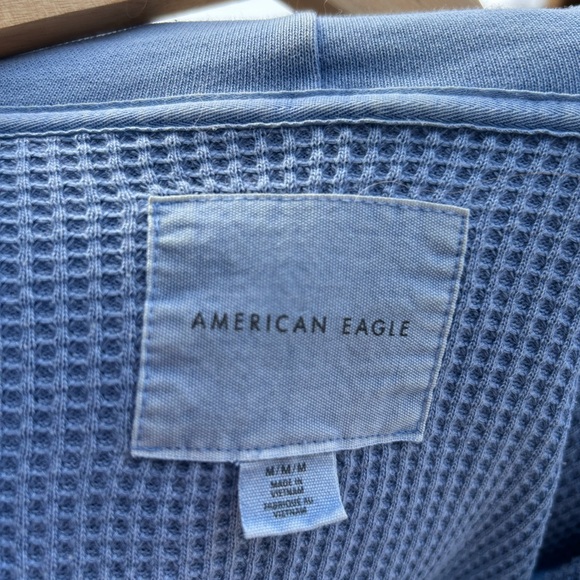 AMERICAN EAGLE
M/M/M
MADE IN
VIETNAM
FABRIQUÉ AU
VIETNAM